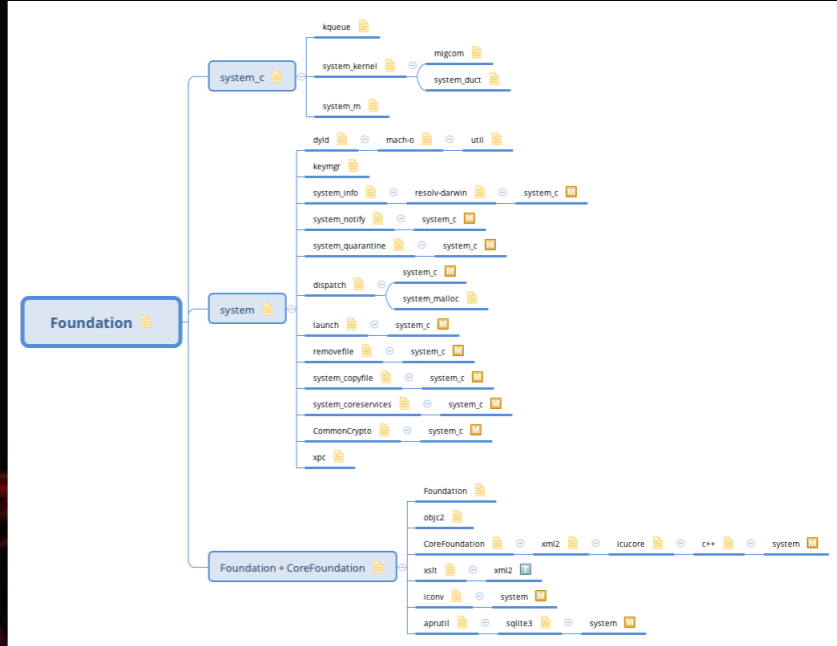 Foundation
system_c
kqueue
system_kernel
migcom
system_duct
system_m
system
dyld mach-o util
keymgr
system_info resolv-darwin system_c M
system_notify system_c M
system_quarantine system_c M
dispatch
system_c M
system_malloc
launch system_c M
removefile system_c M
system_copyfile system_c M
system_coreservices system_c M
CommonCrypto system_c M
xpc
Foundation + CoreFoundation
Foundation
objc2
CoreFoundation xml2 icucore c++ system M
xslt xml2 T
iconv system M
aprutil sqlite3 system M